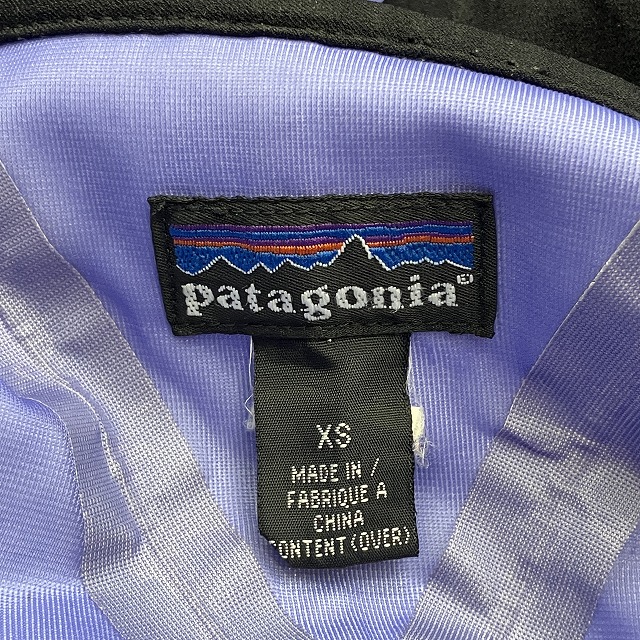 patagonia®
XS
MADE IN /
FABRIQUE A
CHINA
CONTENT (OVER)